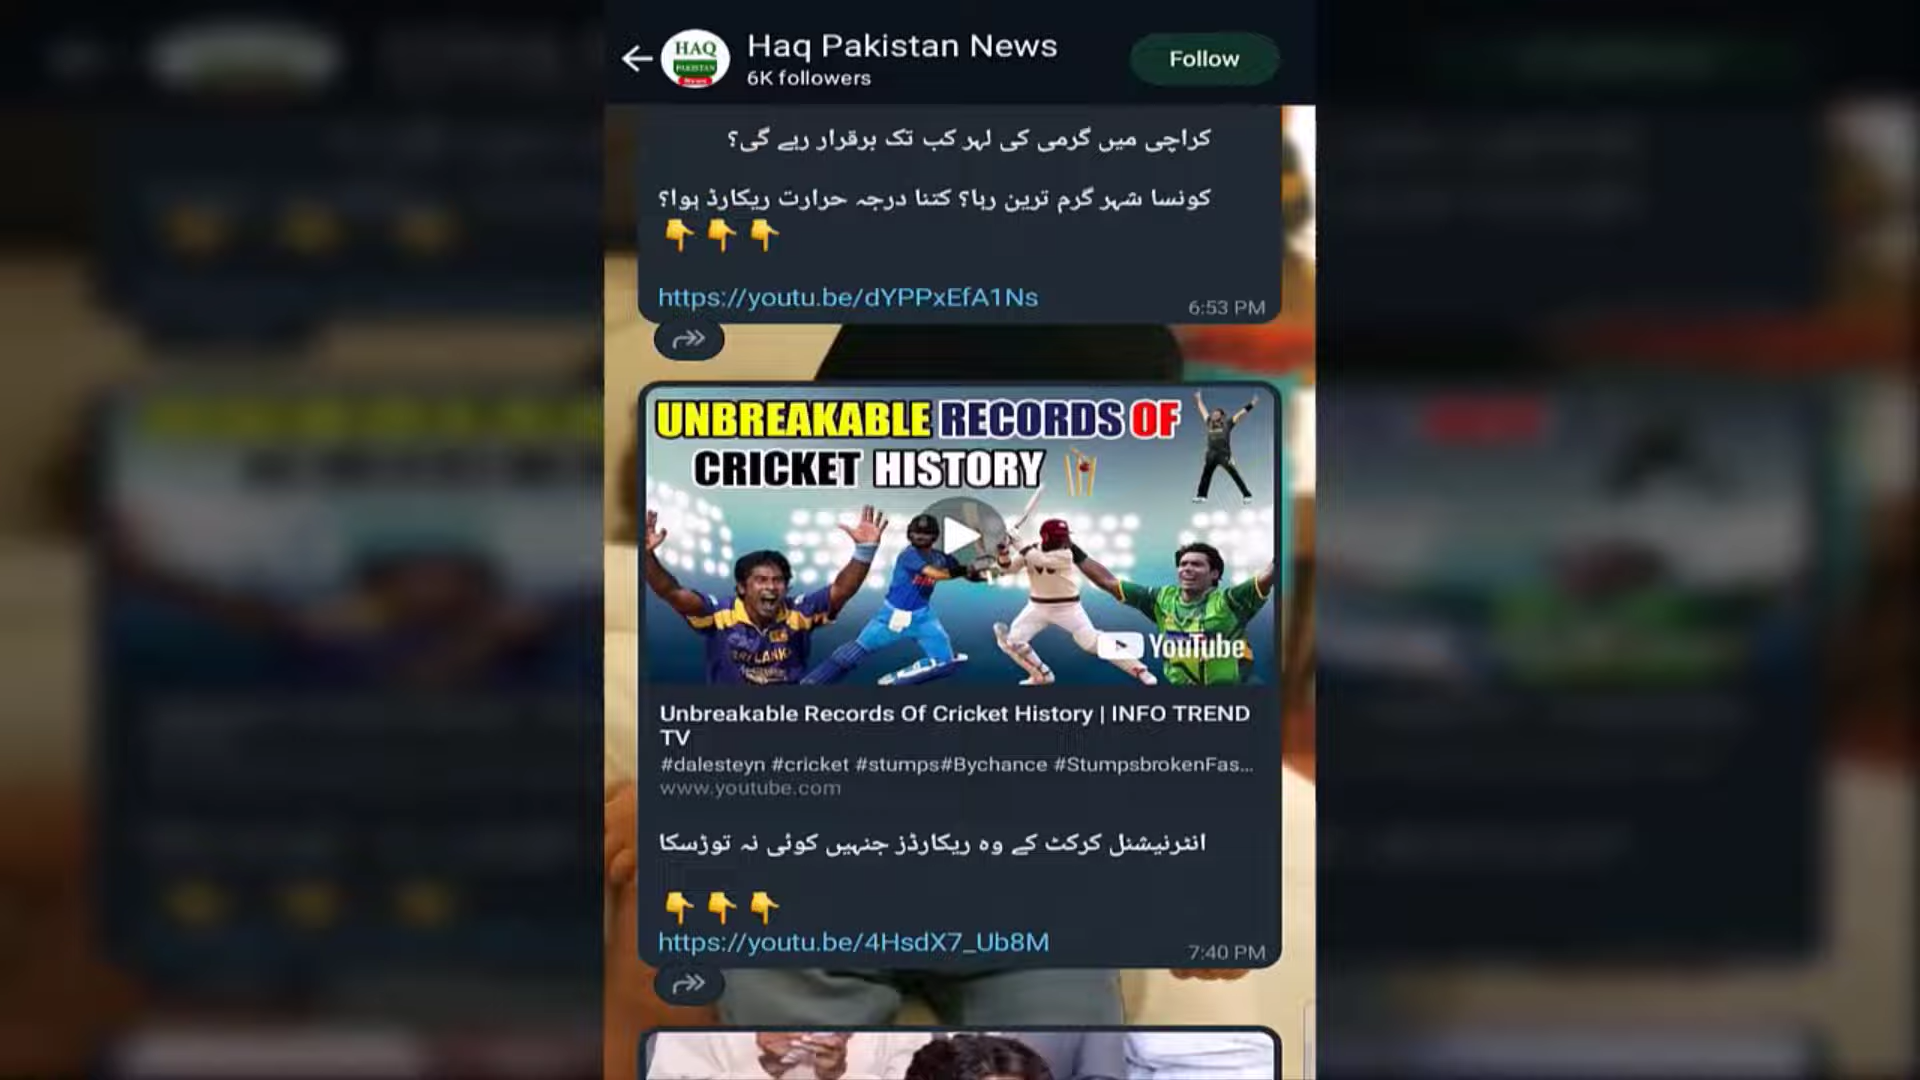 HAQ
PAKISTAN
News
Haq Pakistan News
6K followers
Follow
کراچی میں گرمی کی لہر کب تک برقرار رہے گی؟
کونسا شہر گرم ترین رہا؟ کتنا درجہ حرارت ریکارڈ ہوا؟
https://youtu.be/dYPPxEfA1Ns
6:53 PM
UNBREAKABLE RECORDS OF
CRICKET HISTORY
SRI LANKA
YouTube
Unbreakable Records Of Cricket History | INFO TREND
TV
#dalesteyn #cricket #stumps#Bychance #StumpsbrokenFas...
www.youtube.com
انٹرنیشنل کرکٹ کے وہ ریکارڈز جنہیں کوئی نہ توڑسکا
https://youtu.be/4HsdX7_Ub8M
7:40 PM